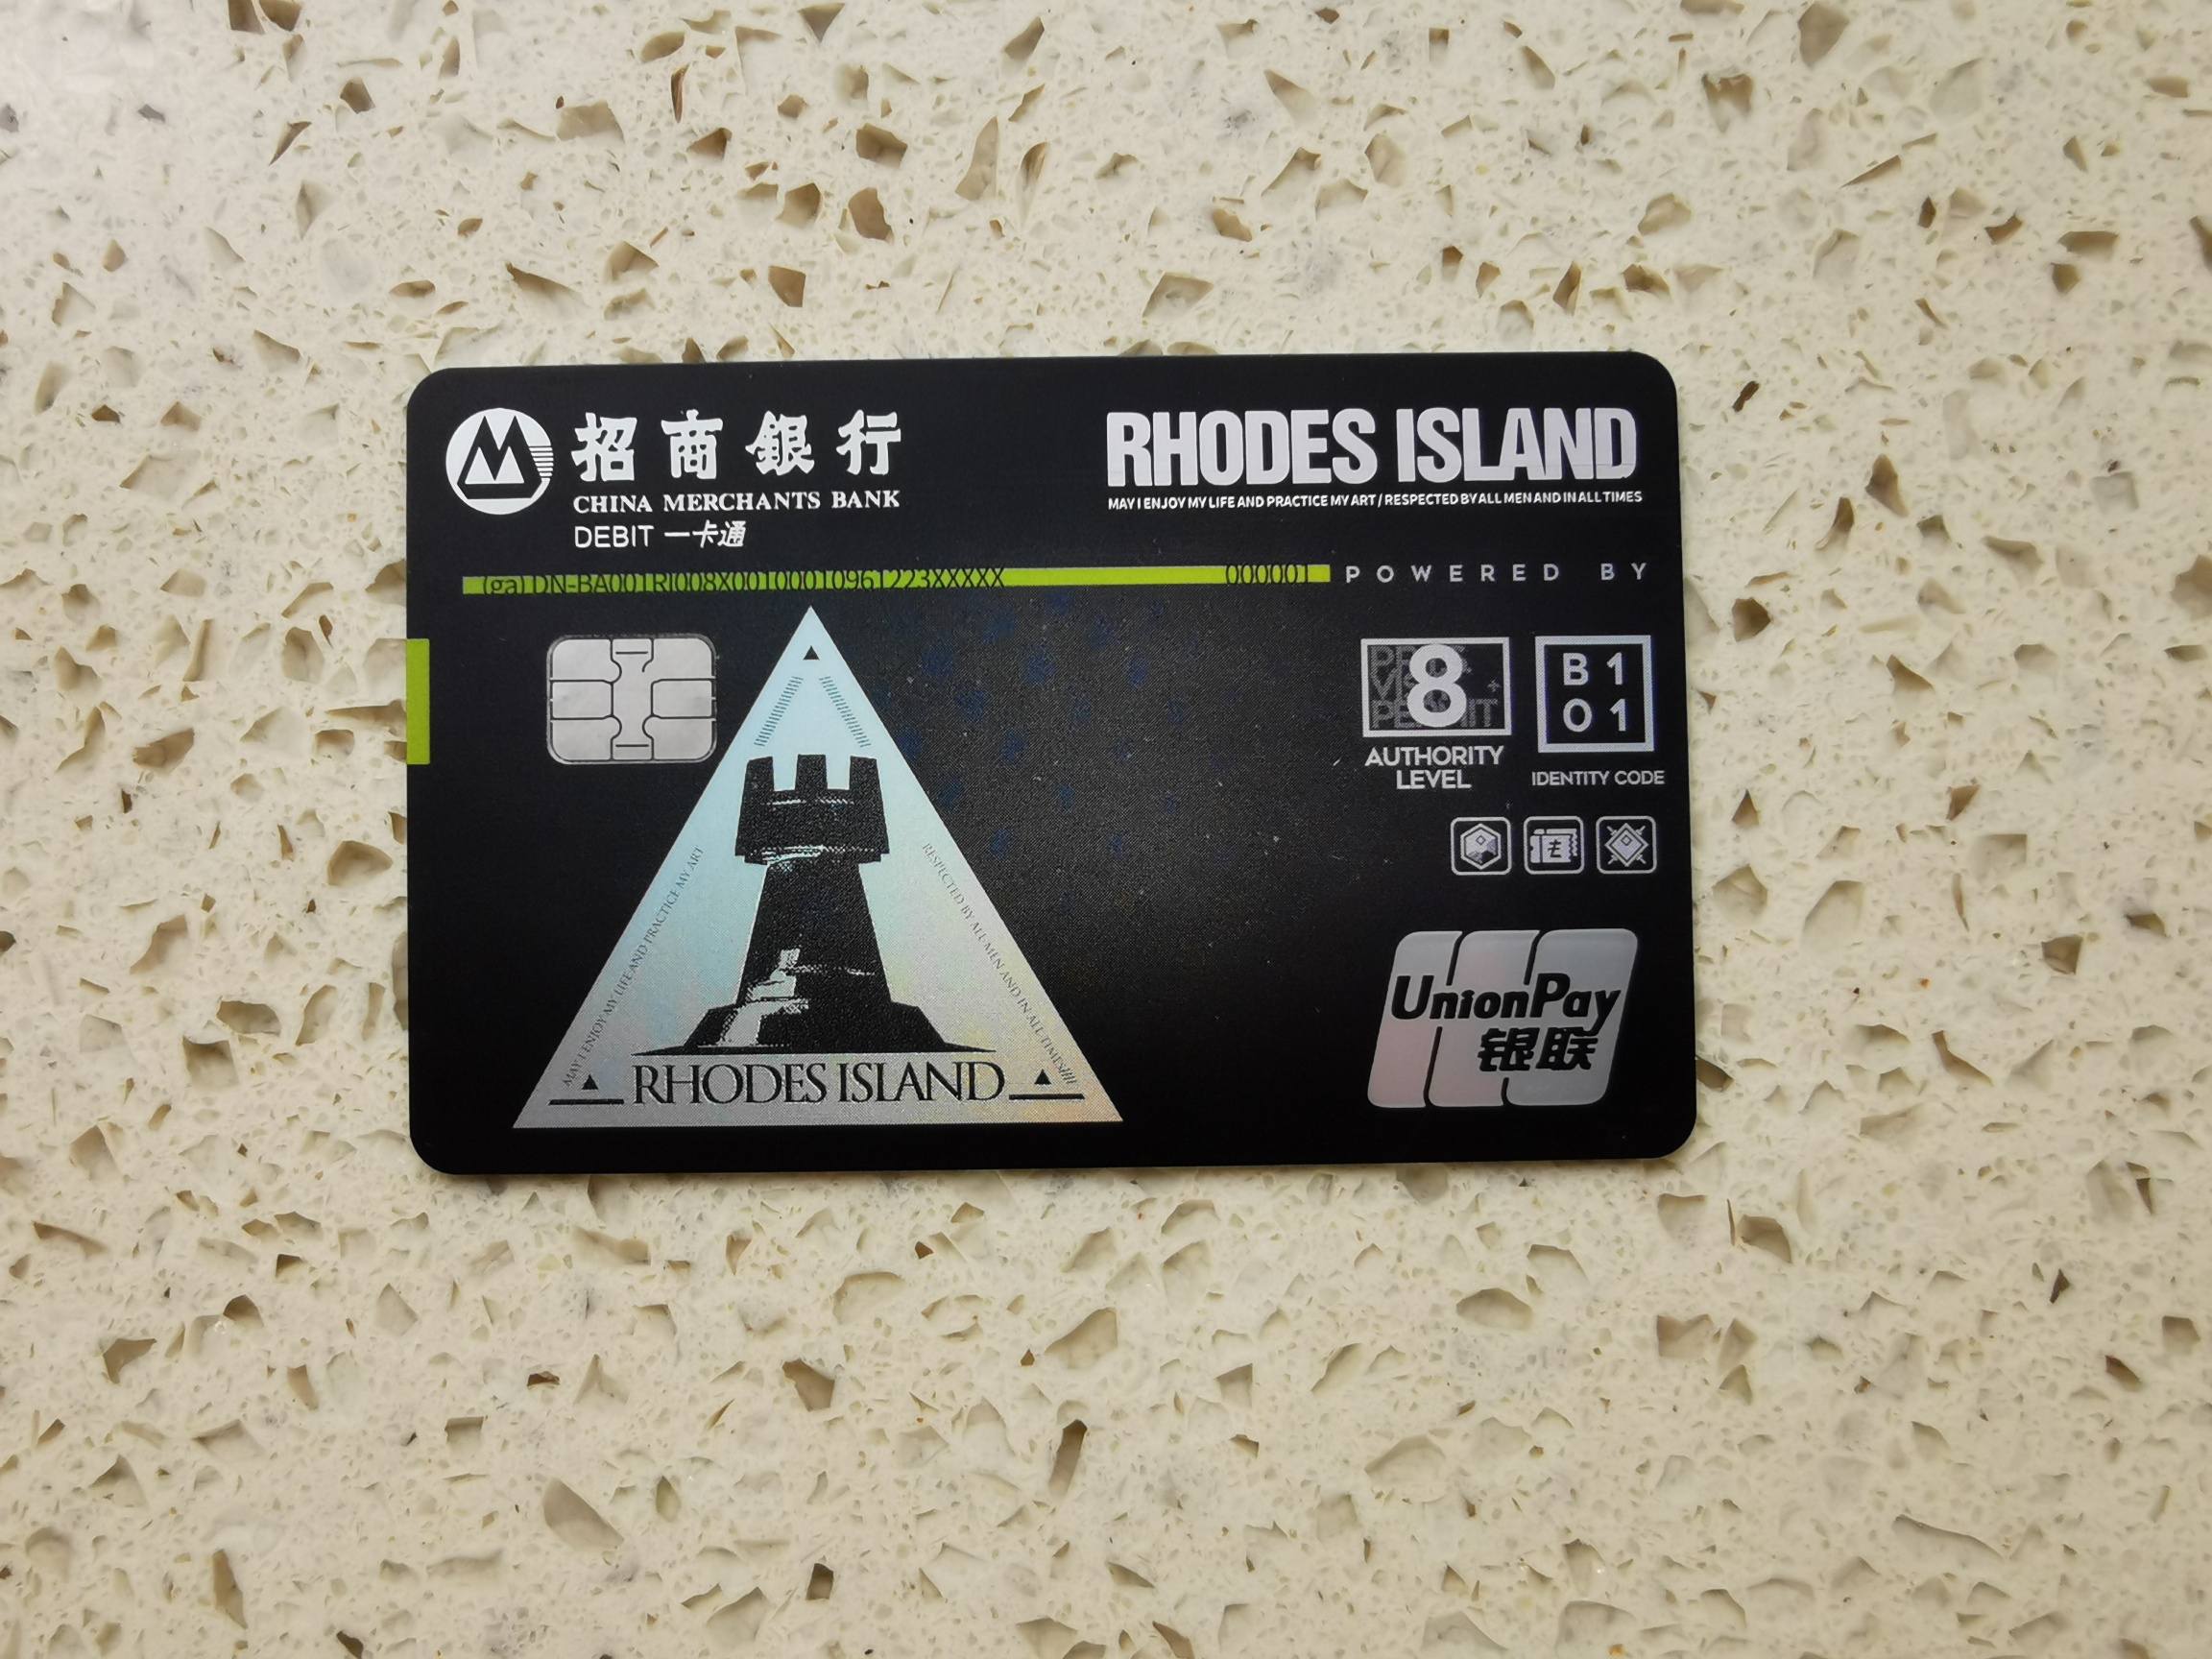 招商銀行
CHINA MERCHANTS BANK
DEBIT 一卡通
RHODES ISLAND
MAY I ENJOY MY LIFE AND PRACTICE MY ART / RESPECTED BY ALL MEN AND IN ALL TIMES
(ga) DN-BA001RI008X00100010961223XXXXX 000001
POWERED BY
8
AUTHORITY
LEVEL
B1
01
IDENTITY CODE
MAY I ENJOY MY LIFE AND PRACTICE MY ART
RESPECTED BY ALL MEN AND IN ALL TIMES
RHODES ISLAND
UnionPay
银联